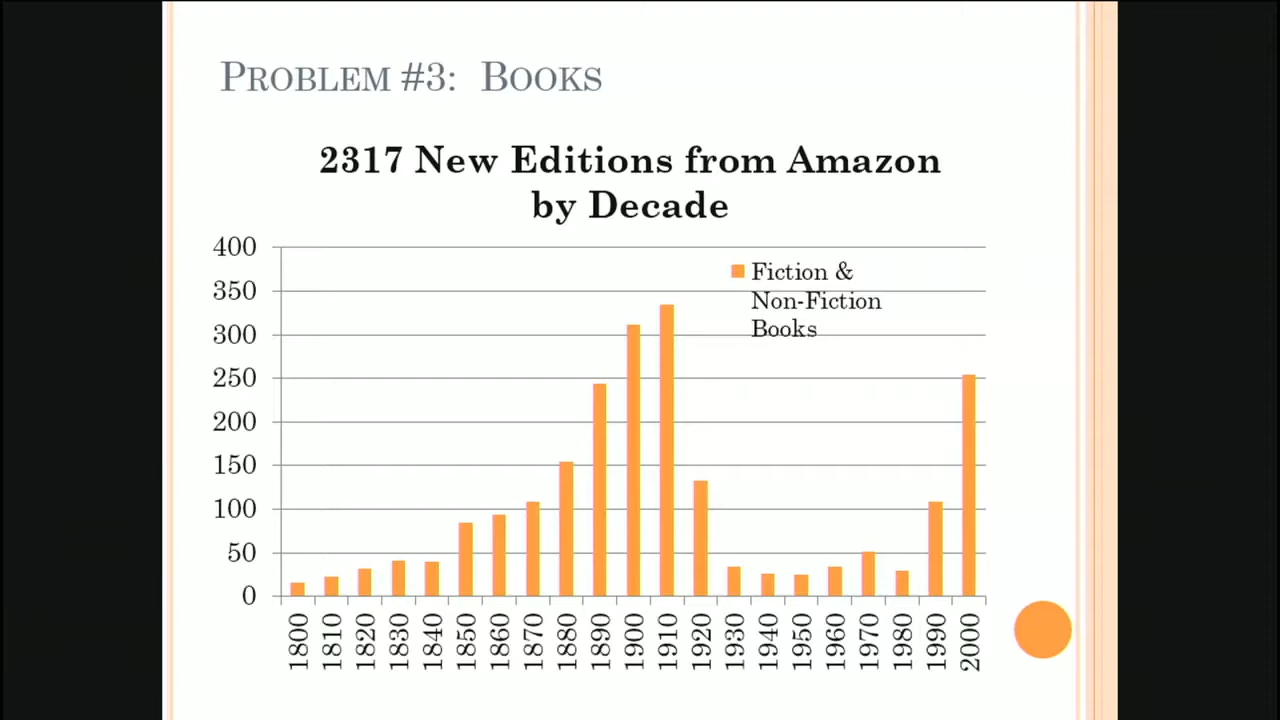 PROBLEM #3: BOOKS
2317 New Editions from Amazon
by Decade
400
350
300
250
200
150
100
50
0
Fiction &
Non-Fiction
Books
1800 1810 1820 1830 1840 1850 1860 1870 1880 1890 1900 1910 1920 1930 1940 1950 1960 1970 1980 1990 2000